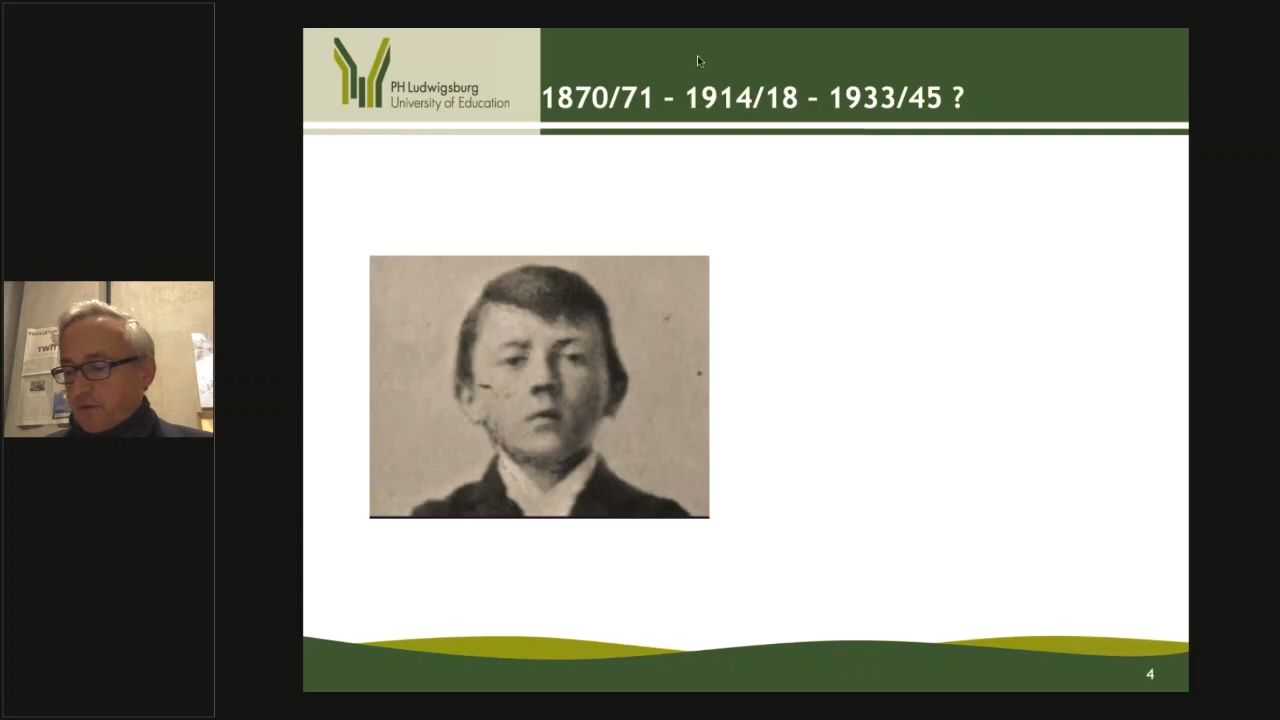 PH Ludwigsburg
University of Education
1870/71 – 1914/18 – 1933/45 ?
4